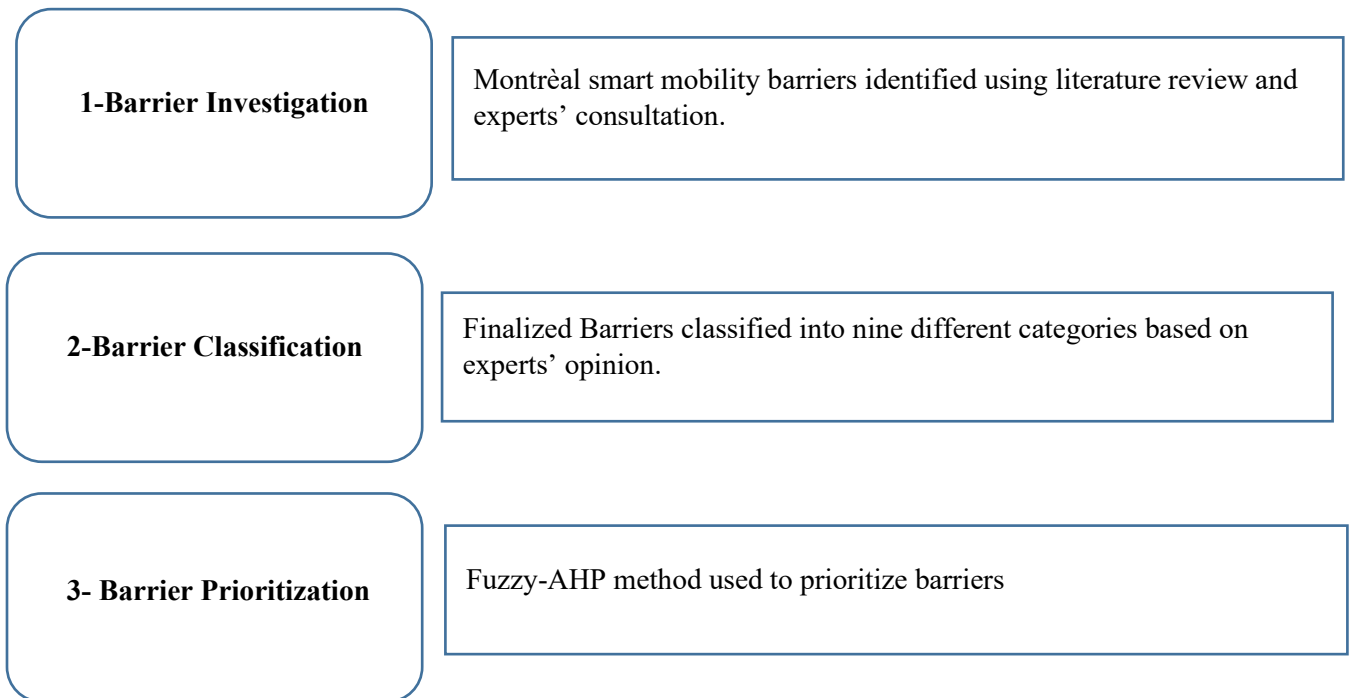 1-Barrier Investigation
Montrèal smart mobility barriers identified using literature review and
experts’ consultation.
2-Barrier Classification
Finalized Barriers classified into nine different categories based on
experts’ opinion.
3- Barrier Prioritization
Fuzzy-AHP method used to prioritize barriers